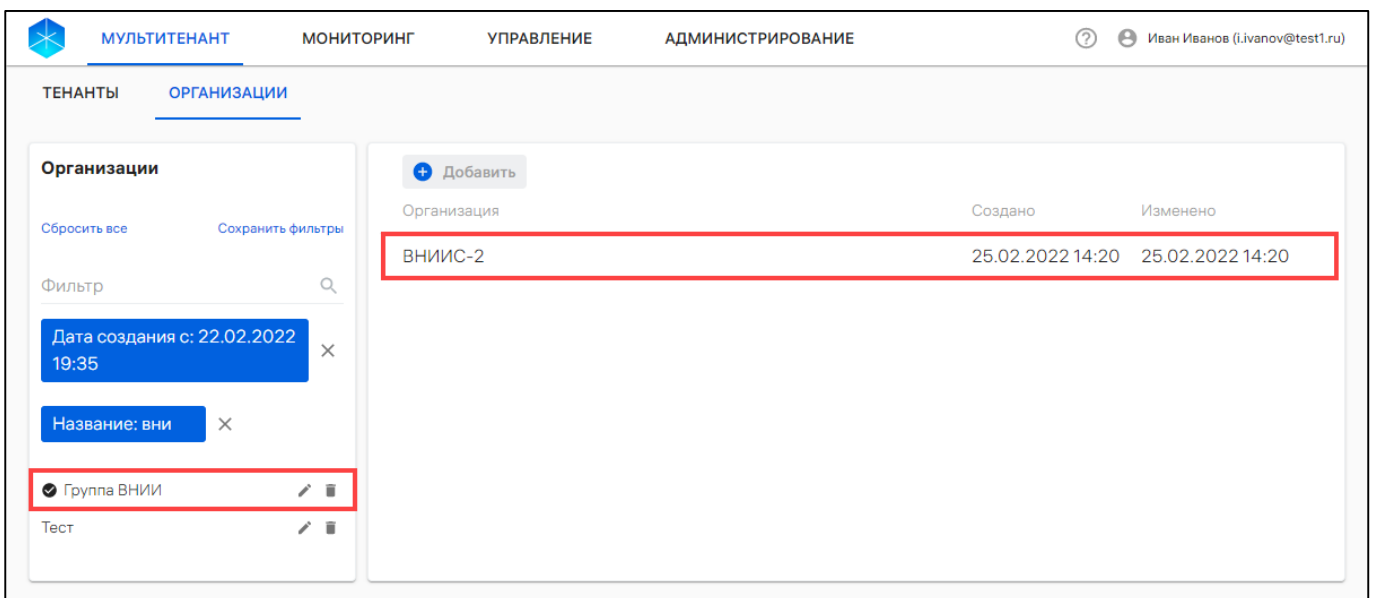 МУЛЬТИТЕНАНТ МОНИТОРИНГ УПРАВЛЕНИЕ АДМИНИСТРИРОВАНИЕ Иван Иванов (i.ivanov@test1.ru)
ТЕНАНТЫ ОРГАНИЗАЦИИ
Организации
Сбросить все Сохранить фильтры
Фильтр
Дата создания с: 22.02.2022
19:35
Название: вни
Группа ВНИИ
Тест
Добавить
Организация Создано Изменено
ВНИИС-2 25.02.2022 14:20 25.02.2022 14:20